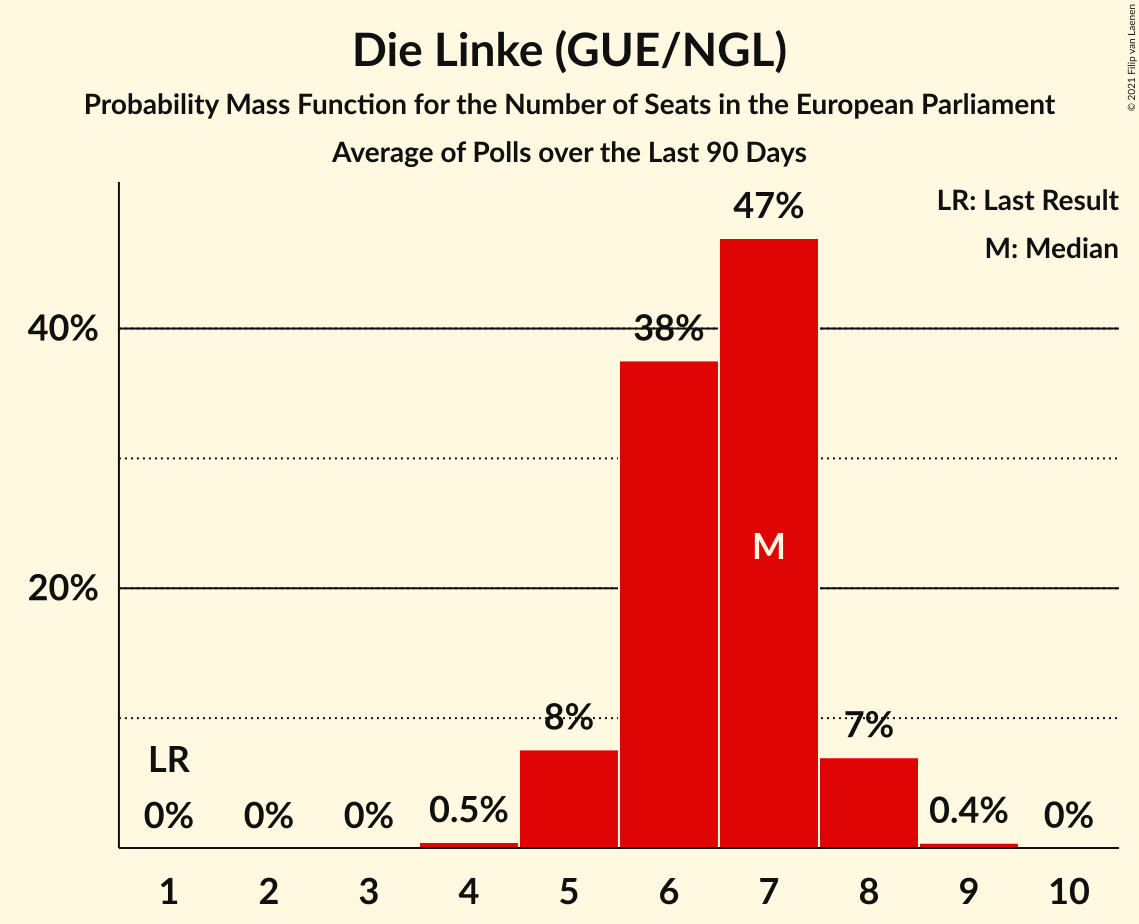 Die Linke (GUE/NGL)
Probability Mass Function for the Number of Seats in the European Parliament
Average of Polls over the Last 90 Days
© 2021 Filip van Laenen
LR: Last Result
M: Median
47%
40%
38%
M
20%
8%
7%
LR
0%
0%
0%
0.5%
0.4%
0%
1 2 3 4 5 6 7 8 9 10